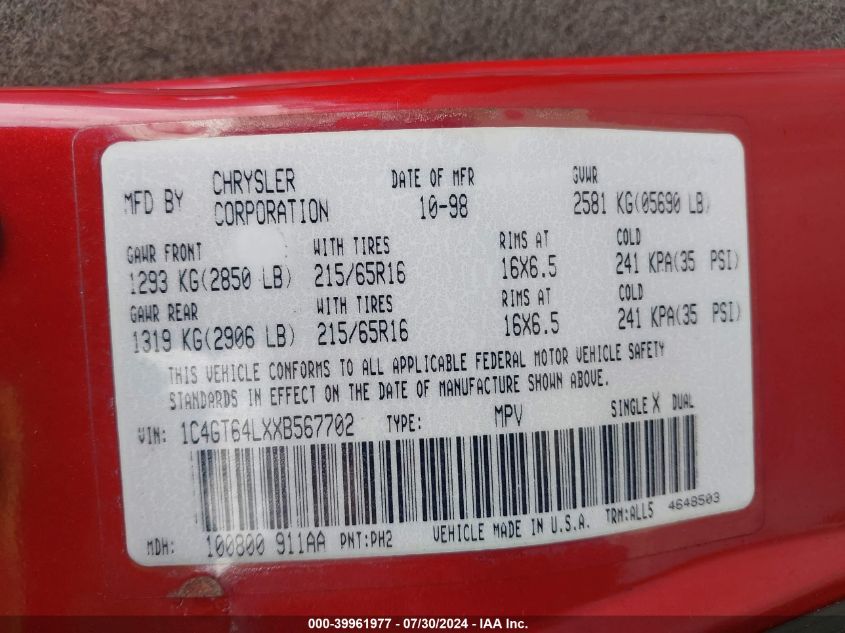 MFD BY CHRYSLER CORPORATION DATE OF MFR 10-98 GVWR 2581 KG(05690 LB)
GAWR FRONT WITH TIRES RIMS AT COLD
1293 KG(2850 LB) 215/65R16 16X6.5 241 KPA(35 PSI)
GAWR REAR WITH TIRES RIMS AT COLD
1319 KG(2906 LB) 215/65R16 16X6.5 241 KPA(35 PSI)
THIS VEHICLE CONFORMS TO ALL APPLICABLE FEDERAL MOTOR VEHICLE SAFETY
STANDARDS IN EFFECT ON THE DATE OF MANUFACTURE SHOWN ABOVE.
VIN: 1C4GT64LXXB567702 TYPE: MPV SINGLE X DUAL
MDH: 100800 911AA PNT:PH2 VEHICLE MADE IN U.S.A. TRM:ALL5 4648503
000-39961977 - 07/30/2024 - IAA Inc.